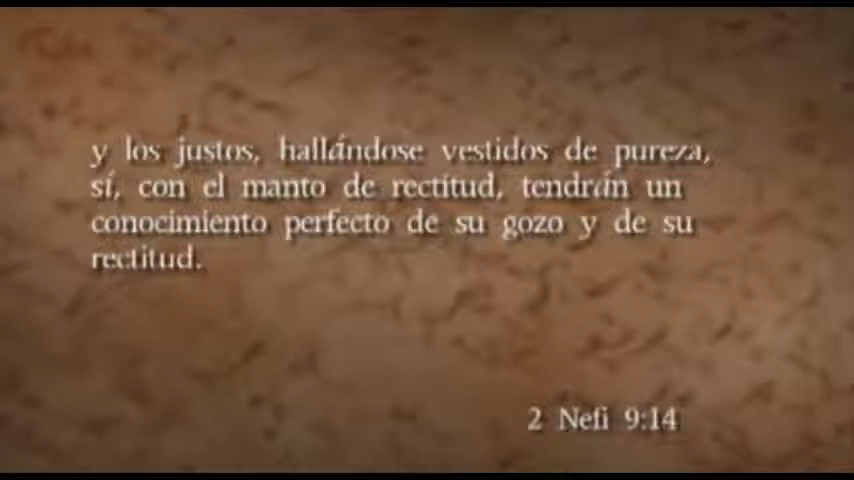 y los justos, hallándose vestidos de pureza,
sí, con el manto de rectitud, tendrán un
conocimiento perfecto de su gozo y de su
rectitud.
2 Nefi 9:14